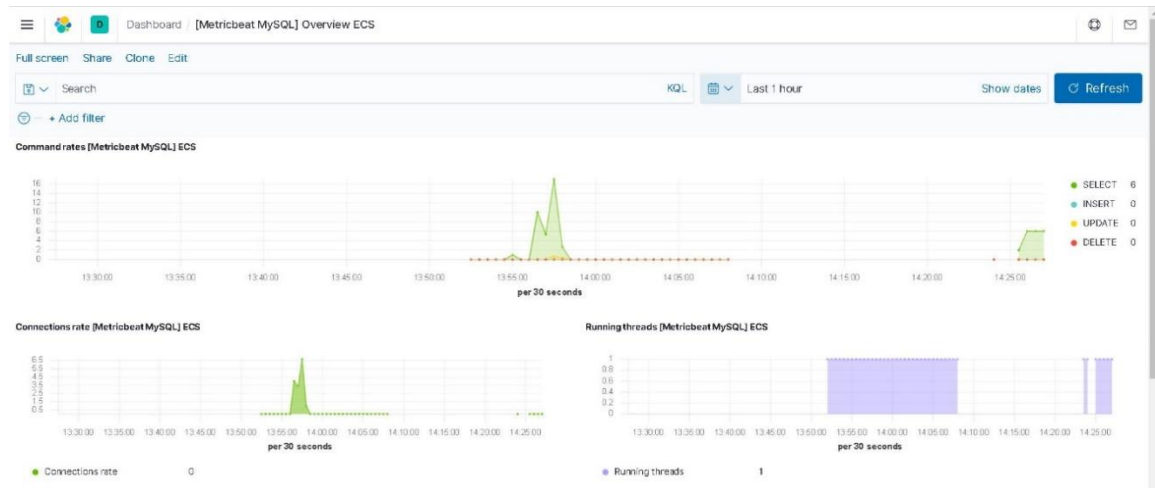 D Dashboard / [Metricbeat MySQL] Overview ECS
Full screen Share Clone Edit
Search KQL Last 1 hour Show dates Refresh
+ Add filter
Command rates [Metricbeat MySQL] ECS
16
14
12
10
8
6
4
2
0
13:30:00 13:35:00 13:40:00 13:45:00 13:50:00 13:55:00 14:00:00 14:05:00 14:10:00 14:15:00 14:20:00 14:25:00
per 30 seconds
SELECT 6
INSERT 0
UPDATE 0
DELETE 0
Connections rate [Metricbeat MySQL] ECS
6.5
5.5
4.5
3.5
2.5
1.5
0.5
13:30:00 13:35:00 13:40:00 13:45:00 13:50:00 13:55:00 14:00:00 14:05:00 14:10:00 14:15:00 14:20:00 14:25:00
per 30 seconds
Connections rate 0
Running threads [Metricbeat MySQL] ECS
1
0.8
0.6
0.4
0.2
0
13:30:00 13:35:00 13:40:00 13:45:00 13:50:00 13:55:00 14:00:00 14:05:00 14:10:00 14:15:00 14:20:00 14:25:00
per 30 seconds
Running threads 1